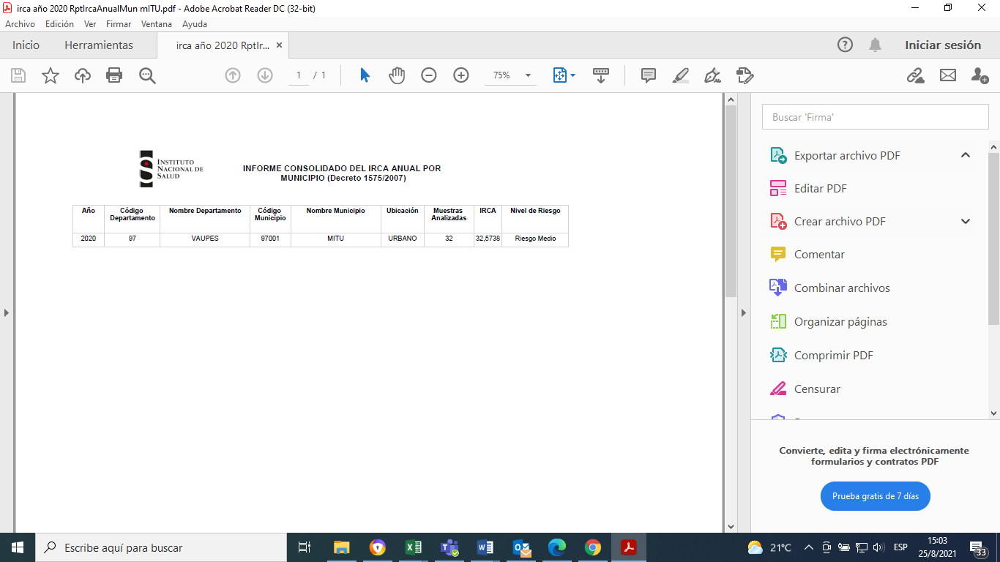 irca año 2020 RptIrcaAnualMun mITU.pdf - Adobe Acrobat Reader DC (32-bit)
Archivo Edición Ver Firmar Ventana Ayuda
Inicio Herramientas irca año 2020 RptIr... Iniciar sesión
1 / 1 75%
INSTITUTO
NACIONAL DE
SALUD
INFORME CONSOLIDADO DEL IRCA ANUAL POR
MUNICIPIO (Decreto 1575/2007)
Año Código Departamento Nombre Departamento Código Municipio Nombre Municipio Ubicación Muestras Analizadas IRCA Nivel de Riesgo
2020 97 VAUPES 97001 MITU URBANO 32 32,5738 Riesgo Medio
Buscar 'Firma'
Exportar archivo PDF
Editar PDF
Crear archivo PDF
Comentar
Combinar archivos
Organizar páginas
Comprimir PDF
Censurar
Convierte, edita y firma electrónicamente
formularios y contratos PDF
Prueba gratis de 7 días
Escribe aquí para buscar
21°C ESP
15:03
25/8/2021
33